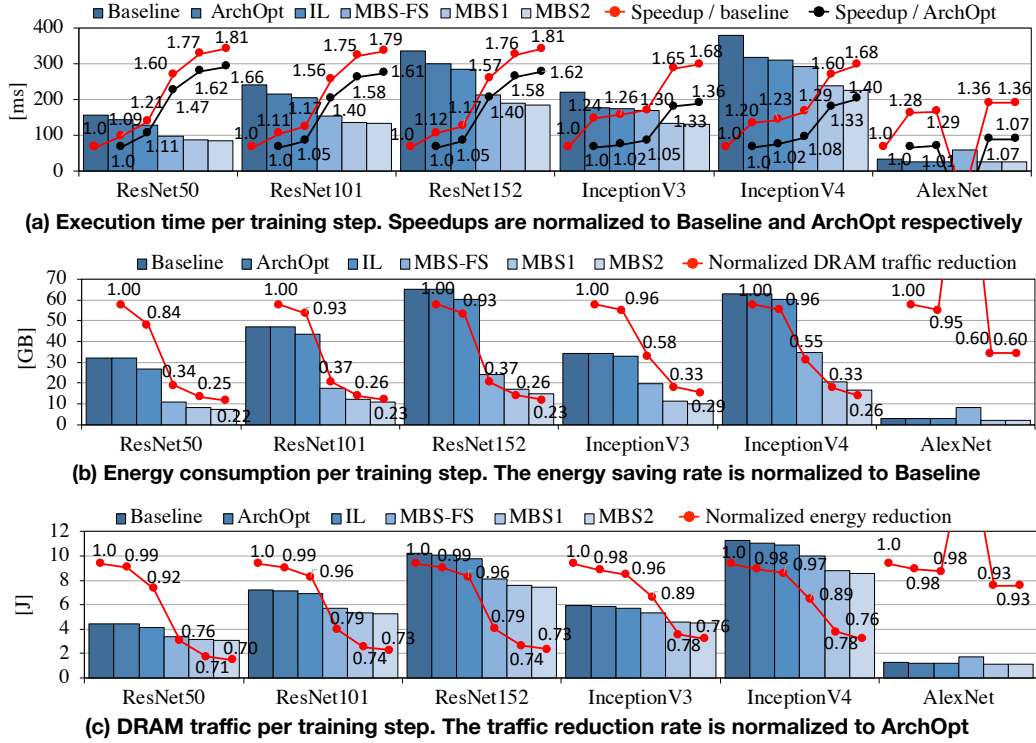 Baseline ArchOpt IL MBS-FS MBS1 MBS2 Speedup / baseline Speedup / ArchOpt
[ms]
400
300
200
100
0
1.0 1.09 1.21 1.60 1.77 1.81
1.0 1.11 1.47 1.62 1.66
1.0 1.11 1.17 1.56 1.75 1.79
1.0 1.05 1.40 1.58 1.61
1.0 1.12 1.17 1.57 1.76 1.81
1.0 1.05 1.40 1.58 1.62
1.0 1.24 1.26 1.30 1.65 1.68
1.0 1.02 1.05 1.33 1.36
1.0 1.20 1.23 1.29 1.60 1.68
1.0 1.02 1.08 1.33 1.40
1.0 1.28 1.29 1.36 1.36
1.0 1.01 1.07 1.07
ResNet50 ResNet101 ResNet152 InceptionV3 InceptionV4 AlexNet
(a) Execution time per training step. Speedups are normalized to Baseline and ArchOpt respectively
Baseline ArchOpt IL MBS-FS MBS1 MBS2 Normalized DRAM traffic reduction
[GB]
70
60
50
40
30
20
10
0
1.00 0.84 0.34 0.25 0.22
1.00 0.93 0.37 0.26 0.23
1.00 0.93 0.37 0.26 0.23
1.00 0.96 0.58 0.33 0.29
1.00 0.96 0.55 0.33 0.26
1.00 0.95 0.60 0.60
ResNet50 ResNet101 ResNet152 InceptionV3 InceptionV4 AlexNet
(b) Energy consumption per training step. The energy saving rate is normalized to Baseline
Baseline ArchOpt IL MBS-FS MBS1 MBS2 Normalized energy reduction
[J]
12
10
8
6
4
2
0
1.0 0.99 0.92 0.76 0.71 0.70
1.0 0.99 0.96 0.79 0.74 0.73
1.0 0.99 0.96 0.79 0.74 0.73
1.0 0.98 0.96 0.89 0.78 0.76
1.0 0.98 0.97 0.89 0.78 0.76
1.0 0.98 0.98 0.93 0.93
ResNet50 ResNet101 ResNet152 InceptionV3 InceptionV4 AlexNet
(c) DRAM traffic per training step. The traffic reduction rate is normalized to ArchOpt